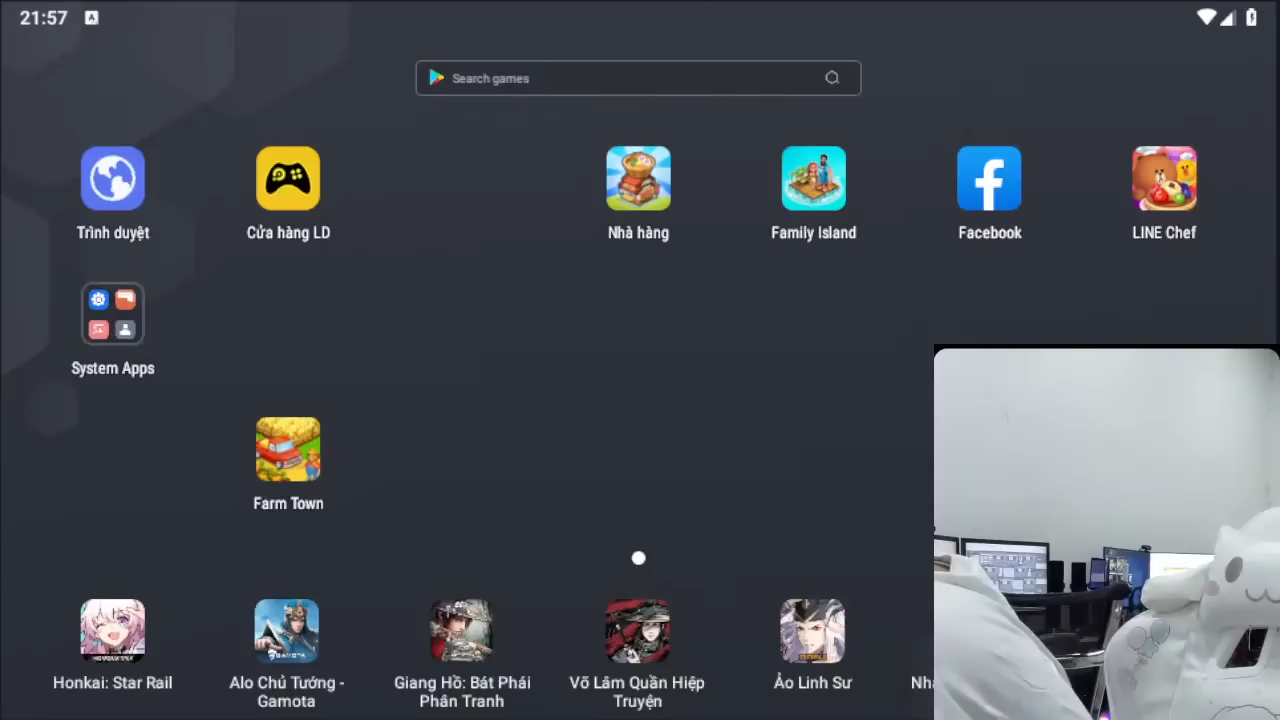 21:57
Search games
Trình duyệt
Cửa hàng LD
Nhà hàng
Family Island
Facebook
LINE Chef
System Apps
Farm Town
Honkai: Star Rail
Alo Chủ Tướng -
Gamota
Giang Hồ: Bát Phái
Phân Tranh
Võ Lâm Quần Hiệp
Truyện
Ảo Linh Sư